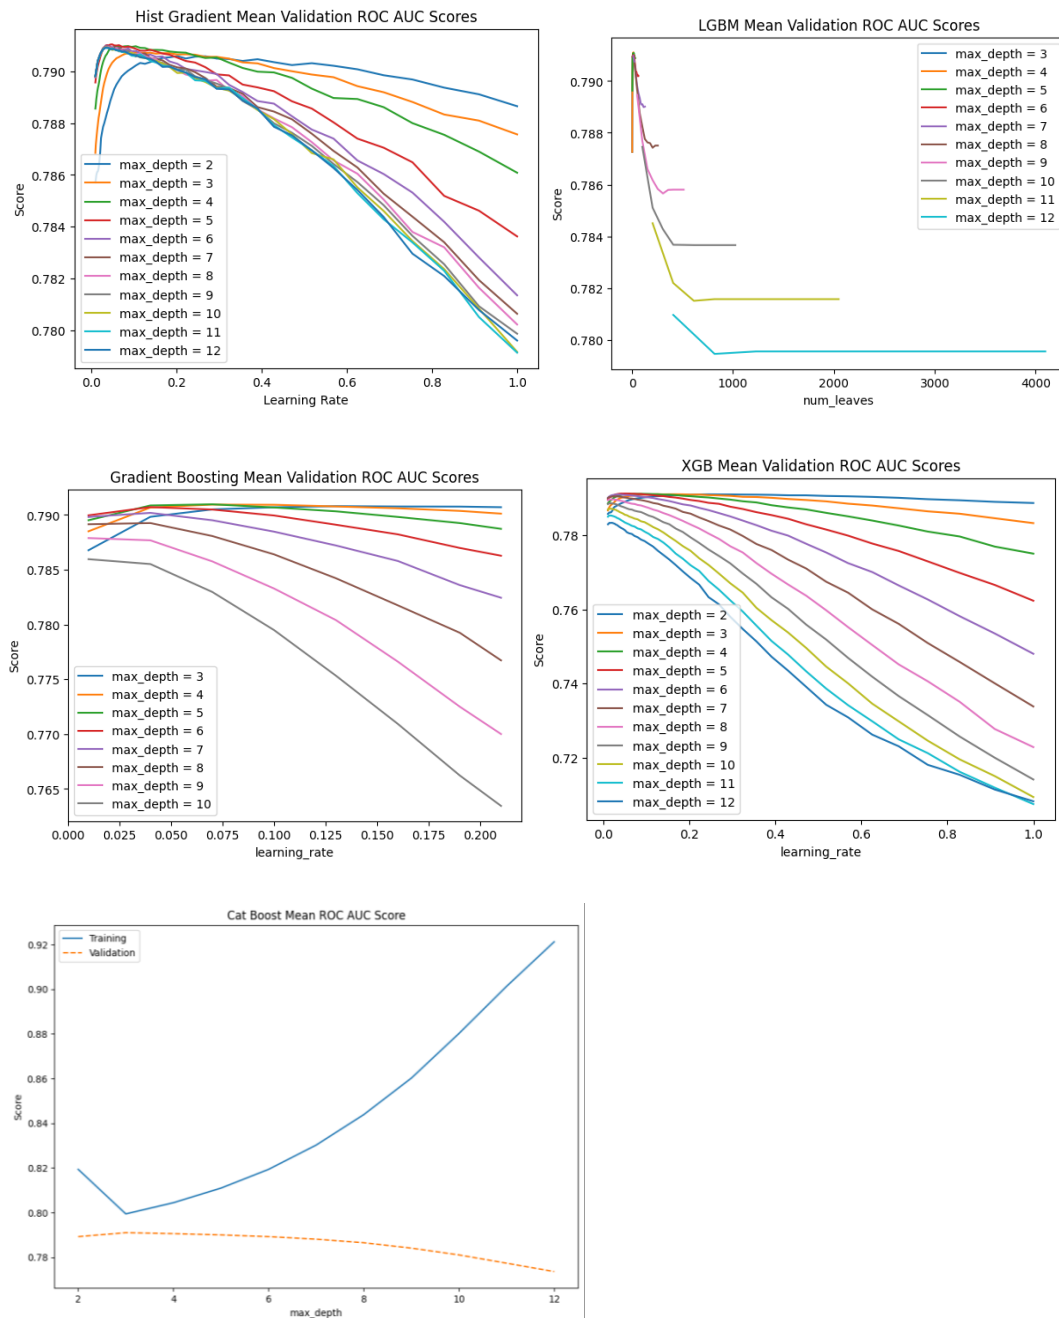 Hist Gradient Mean Validation ROC AUC Scores
Score
0.790
0.788
0.786
0.784
0.782
0.780
max_depth = 2
max_depth = 3
max_depth = 4
max_depth = 5
max_depth = 6
max_depth = 7
max_depth = 8
max_depth = 9
max_depth = 10
max_depth = 11
max_depth = 12
0.0 0.2 0.4 0.6 0.8 1.0
Learning Rate
LGBM Mean Validation ROC AUC Scores
Score
0.790
0.788
0.786
0.784
0.782
0.780
max_depth = 3
max_depth = 4
max_depth = 5
max_depth = 6
max_depth = 7
max_depth = 8
max_depth = 9
max_depth = 10
max_depth = 11
max_depth = 12
0 1000 2000 3000 4000
num_leaves
Gradient Boosting Mean Validation ROC AUC Scores
Score
0.790
0.785
0.780
0.775
0.770
0.765
max_depth = 3
max_depth = 4
max_depth = 5
max_depth = 6
max_depth = 7
max_depth = 8
max_depth = 9
max_depth = 10
0.000 0.025 0.050 0.075 0.100 0.125 0.150 0.175 0.200
learning_rate
XGB Mean Validation ROC AUC Scores
Score
0.78
0.76
0.74
0.72
max_depth = 2
max_depth = 3
max_depth = 4
max_depth = 5
max_depth = 6
max_depth = 7
max_depth = 8
max_depth = 9
max_depth = 10
max_depth = 11
max_depth = 12
0.0 0.2 0.4 0.6 0.8 1.0
learning_rate
Cat Boost Mean ROC AUC Score
Score
Training
Validation
0.92
0.90
0.88
0.86
0.84
0.82
0.80
0.78
2 4 6 8 10 12
max_depth